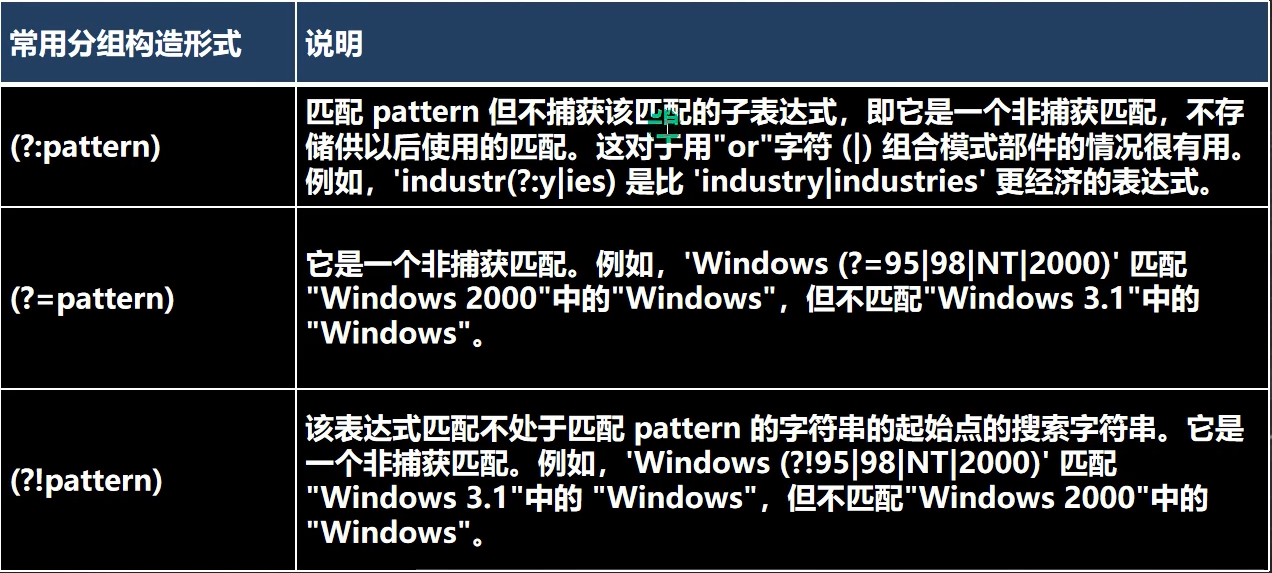 常用分组构造形式
说明
(?:pattern)
匹配 pattern 但不捕获该匹配的子表达式，即它是一个非捕获匹配，不存
储供以后使用的匹配。这对于用"or"字符 (|) 组合模式部件的情况很有用。
例如，'industr(?:y|ies) 是比 'industry|industries' 更经济的表达式。
(?=pattern)
它是一个非捕获匹配。例如，'Windows (?=95|98|NT|2000)' 匹配
"Windows 2000"中的"Windows"，但不匹配"Windows 3.1"中的
"Windows"。
(?!pattern)
该表达式匹配不处于匹配 pattern 的字符串的起始点的搜索字符串。它是
一个非捕获匹配。例如，'Windows (?!95|98|NT|2000)' 匹配
"Windows 3.1"中的 "Windows"，但不匹配"Windows 2000"中的
"Windows"。